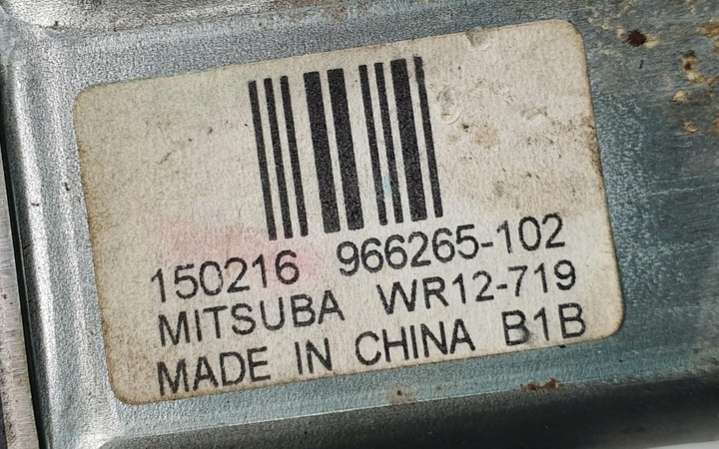 150216 966265-102
MITSUBA WR12-719
MADE IN CHINA B1B